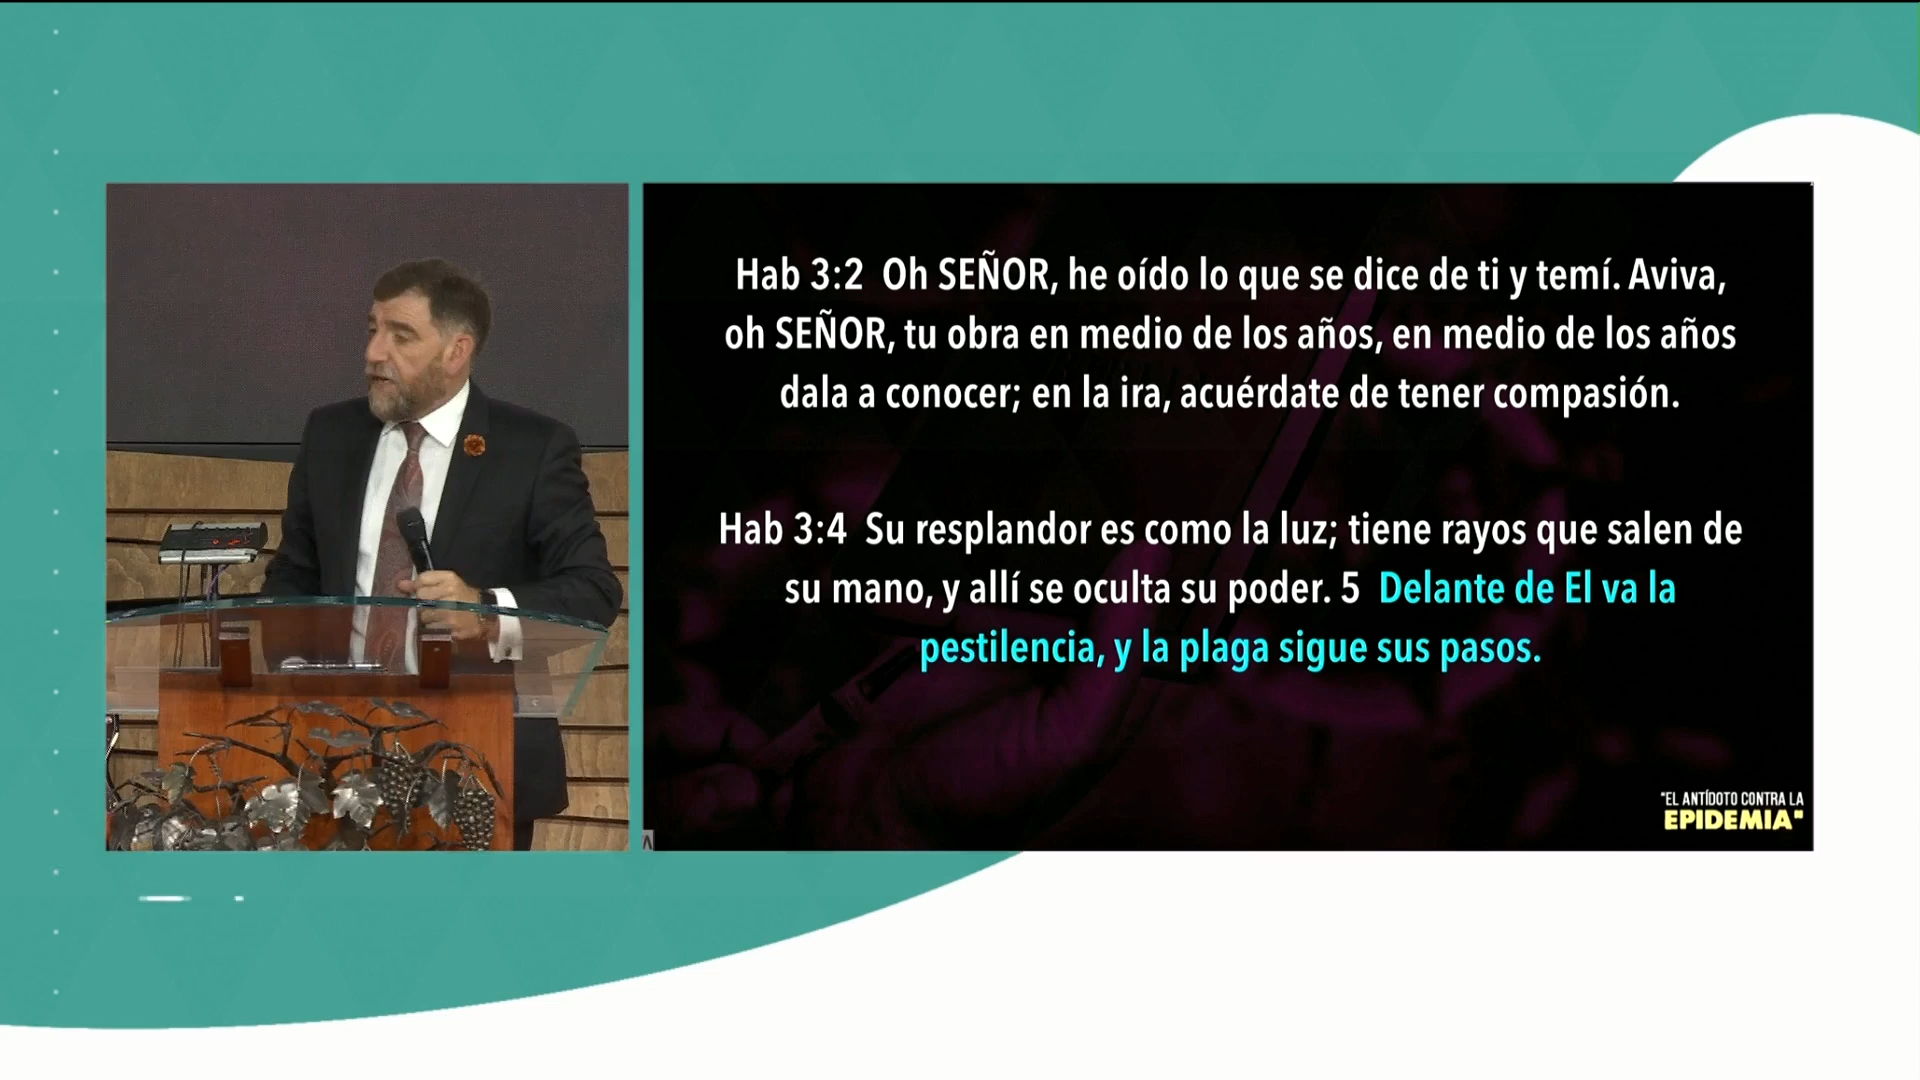 Hab 3:2  Oh SEÑOR, he oído lo que se dice de ti y temí. Aviva,
oh SEÑOR, tu obra en medio de los años, en medio de los años
dala a conocer; en la ira, acuérdate de tener compasión.
Hab 3:4  Su resplandor es como la luz; tiene rayos que salen de
su mano, y allí se oculta su poder. 5  Delante de El va la
pestilencia, y la plaga sigue sus pasos.
"EL ANTÍDOTO CONTRA LA
EPIDEMIA"